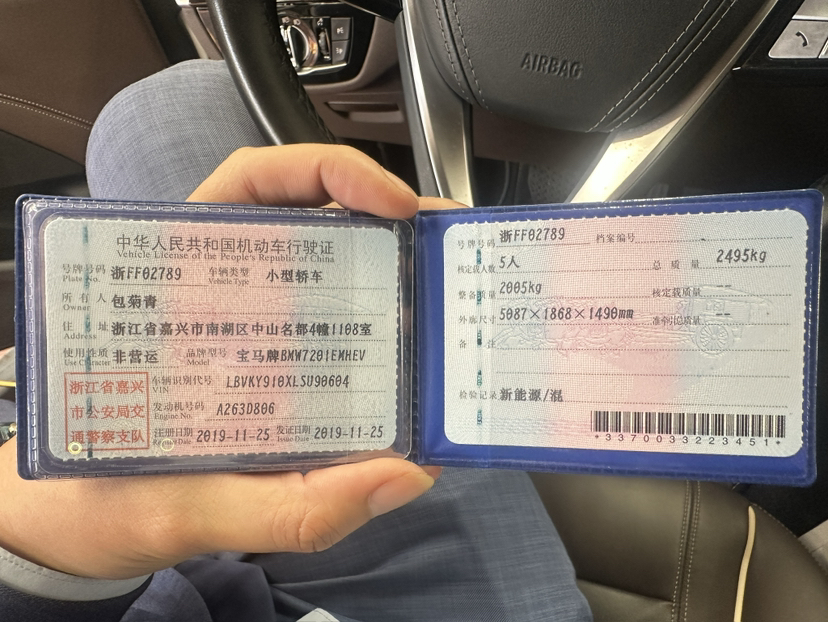 AIRBAG
中华人民共和国机动车行驶证
Vehicle License of the People's Republic of China
号牌号码 浙FF02789 车辆类型 小型轿车
Plate No. Vehicle Type
所有人 包菊青
Owner
住址 浙江省嘉兴市南湖区中山名都4幢1108室
Address
使用性质 非营运 品牌型号 宝马牌BMW7201EMHEV
Use Character Model
浙江省嘉兴
市公安局交
通警察支队
车辆识别代号 LBVKY910XLSU90604
VIN
发动机号码 A263D806
Engine No.
注册日期 2019-11-25 发证日期 2019-11-25
Register Date Issue Date
号牌号码 浙FF02789 档案编号
核定载人数 5人 总质量 2495kg
整备质量 2005kg 核定载质量 --
外廓尺寸 5087×1868×1490mm 准牵引总质量 --
备注
检验记录 新能源/混
*3370033223451*